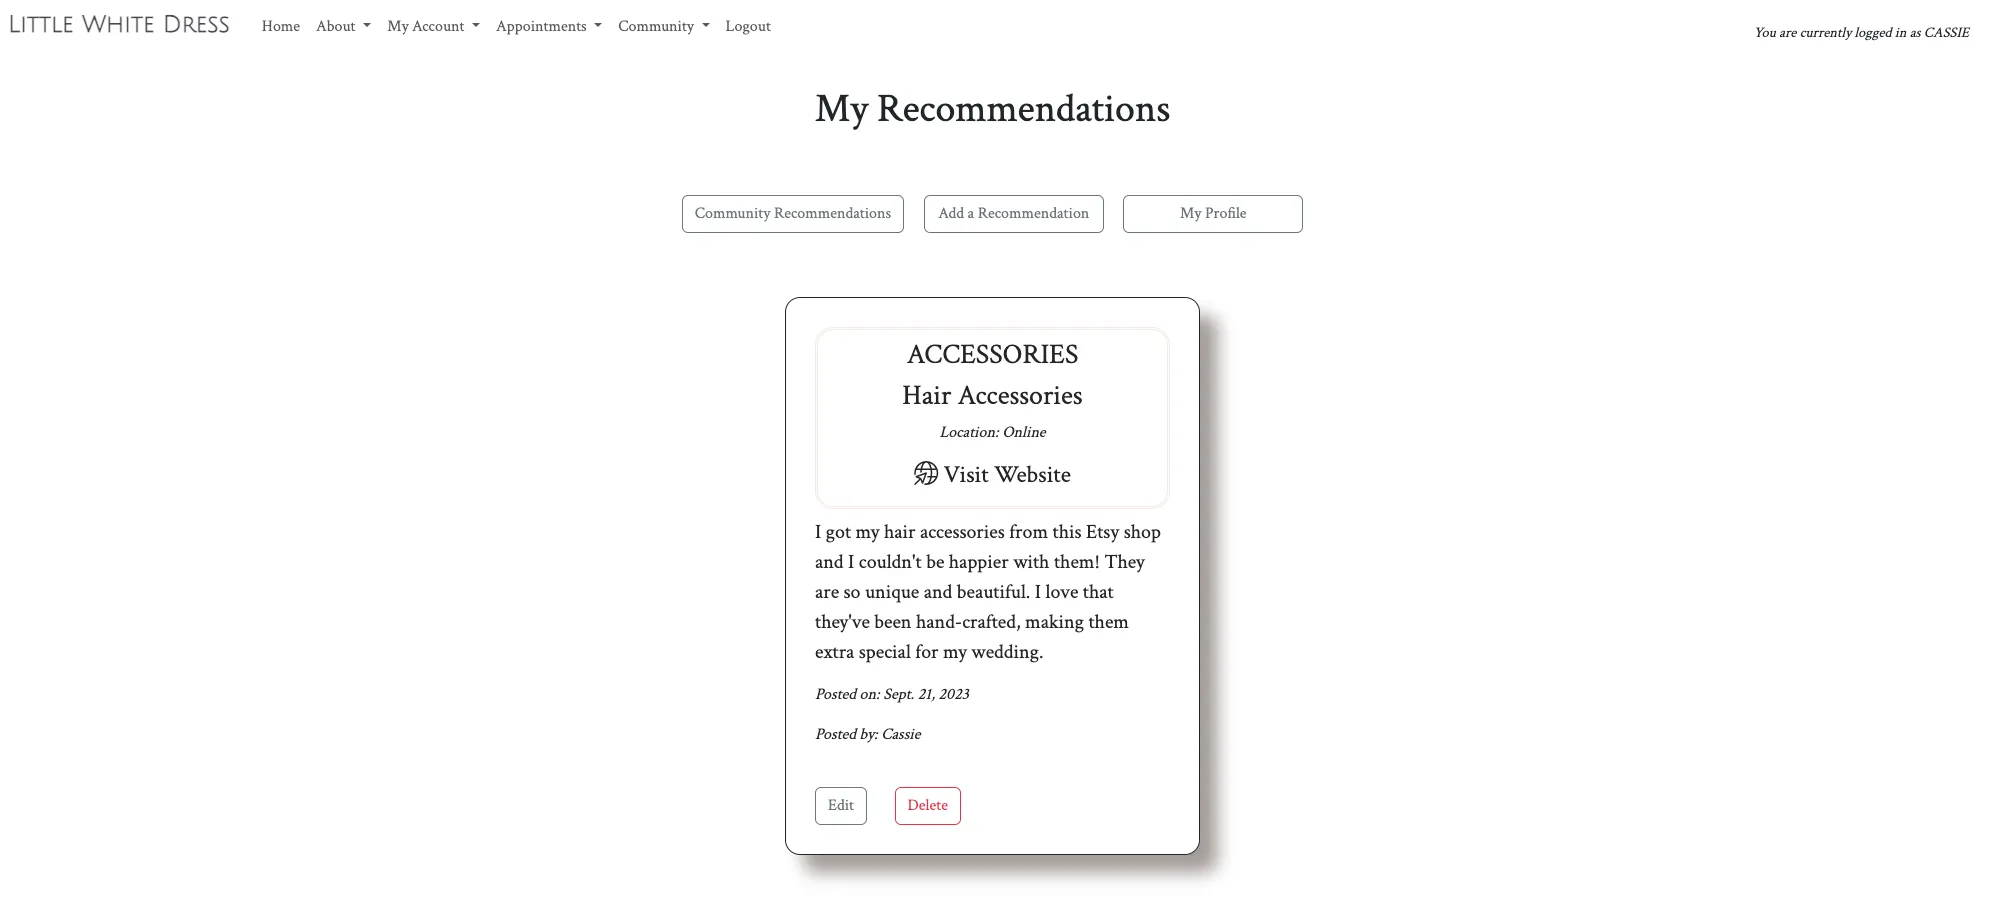 LITTLE WHITE DRESS Home About My Account Appointments Community Logout You are currently logged in as CASSIE
My Recommendations
Community Recommendations Add a Recommendation My Profile
ACCESSORIES
Hair Accessories
Location: Online
Visit Website
I got my hair accessories from this Etsy shop
and I couldn't be happier with them! They
are so unique and beautiful. I love that
they've been hand-crafted, making them
extra special for my wedding.
Posted on: Sept. 21, 2023
Posted by: Cassie
Edit Delete